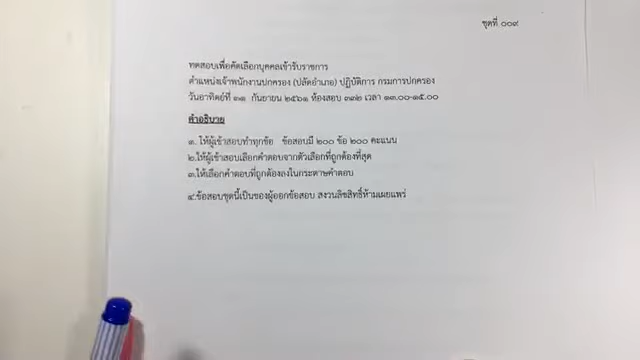 ชุดที่ ๐๐๙
ทดสอบเพื่อคัดเลือกบุคคลเข้ารับราชการ
ตำแหน่งเจ้าพนักงานปกครอง (ปลัดอำเภอ) ปฏิบัติการ กรมการปกครอง
วันอาทิตย์ที่ ๓๑ กันยายน ๒๕๖๑ ห้องสอบ ๓๓๒ เวลา ๑๓.๐๐-๑๕.๐๐
คำอธิบาย
๑. ให้ผู้เข้าสอบทำทุกข้อ ข้อสอบมี ๒๐๐ ข้อ ๒๐๐ คะแนน
๒.ให้ผู้เข้าสอบเลือกคำตอบจากตัวเลือกที่ถูกต้องที่สุด
๓.ให้เลือกคำตอบที่ถูกต้องลงในกระดาษคำตอบ
๔.ข้อสอบชุดนี้เป็นของผู้ออกข้อสอบ สงวนลิขสิทธิ์ห้ามเผยแพร่